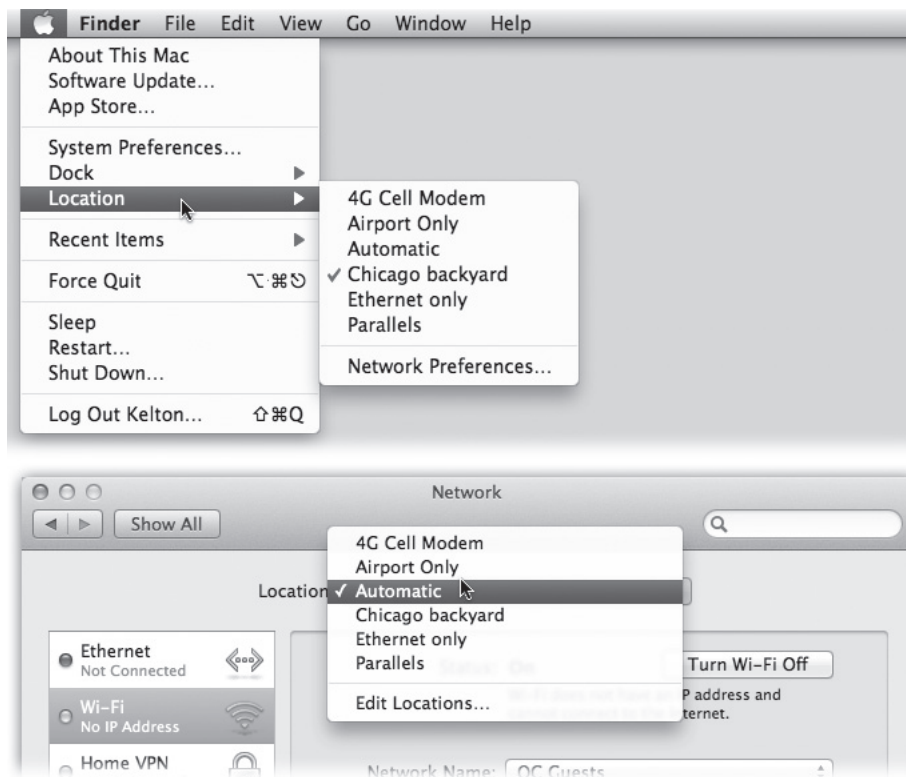 Finder File Edit View Go Window Help
About This Mac
Software Update...
App Store...
System Preferences...
Dock
Location
Recent Items
Force Quit ⌥⌘⎋
Sleep
Restart...
Shut Down...
Log Out Kelton... ⇧⌘Q
4G Cell Modem
Airport Only
Automatic
✓ Chicago backyard
Ethernet only
Parallels
Network Preferences...
Network
Show All
Location
4G Cell Modem
Airport Only
✓ Automatic
Chicago backyard
Ethernet only
Parallels
Edit Locations...
Ethernet
Not Connected
Wi-Fi
No IP Address
Home VPN
Status: On
Turn Wi-Fi Off
P address and
ternet.
Network Name: OC Guests